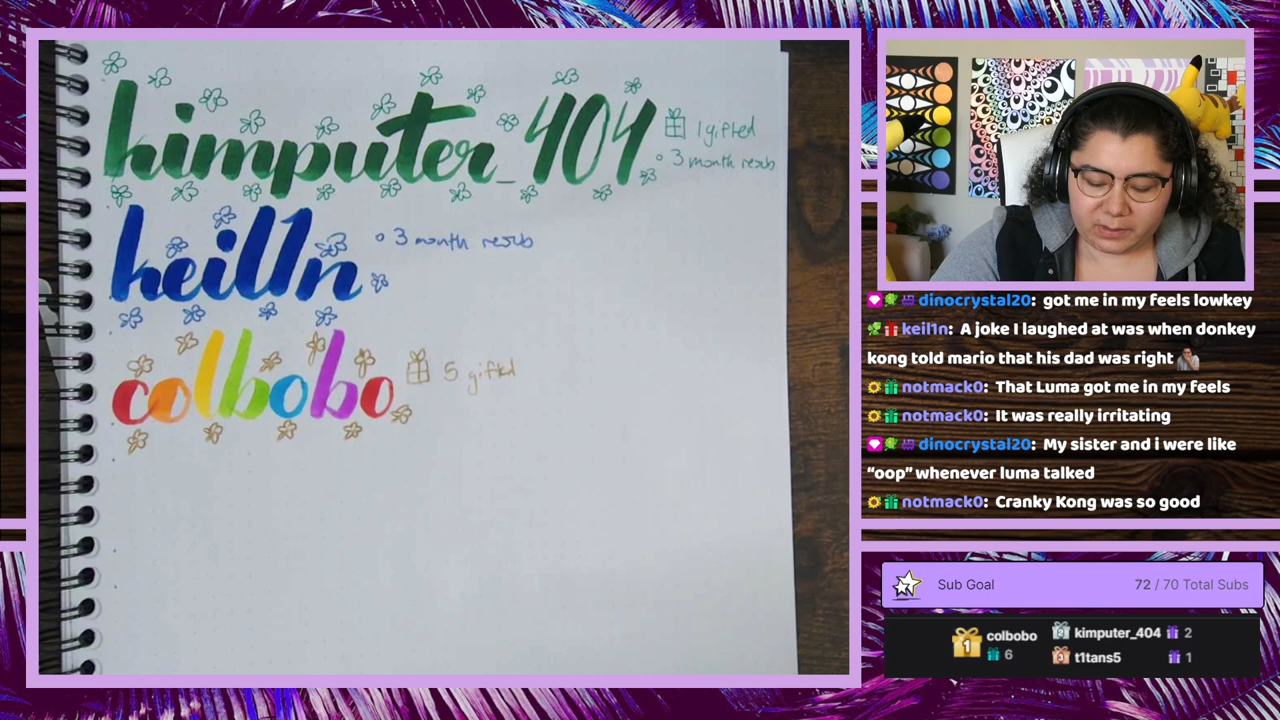 kimputer_404
1 gifted
• 3 month resub
keil1n
• 3 month resub
colbobo
5 gifted
dinocrystal20: got me in my feels lowkey
keil1n: A joke I laughed at was when donkey
kong told mario that his dad was right
notmack0: That Luma got me in my feels
notmack0: It was really irritating
dinocrystal20: My sister and i were like
“oop” whenever luma talked
notmack0: Cranky Kong was so good
Sub Goal 72 / 70 Total Subs
1 colbobo 6
2 kimputer_404 2
3 t1tans5 1